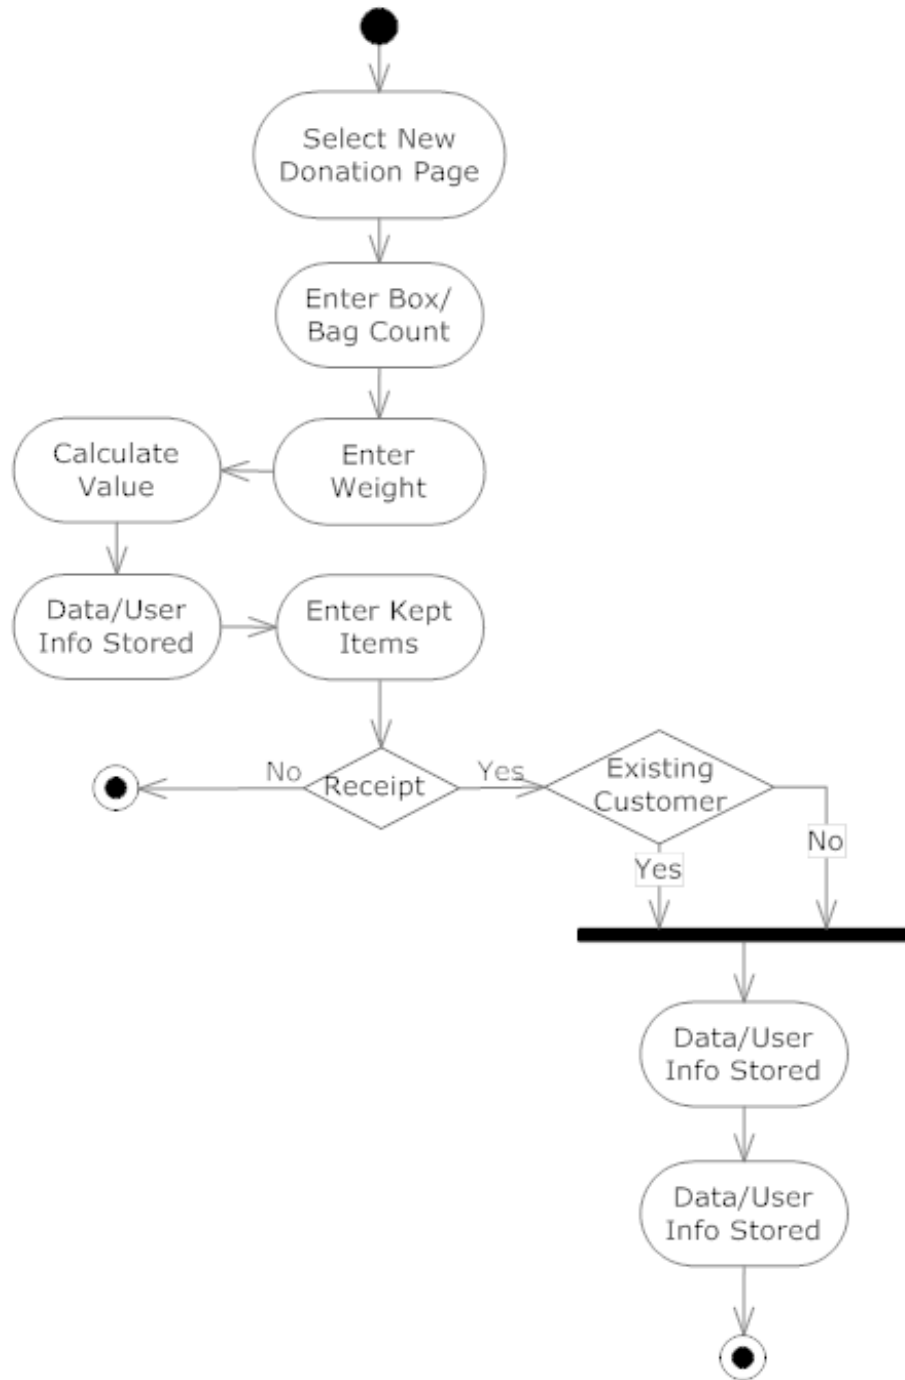 Select New
Donation Page
Enter Box/
Bag Count
Calculate
Value
Enter
Weight
Data/User
Info Stored
Enter Kept
Items
No
Receipt
Yes
Existing
Customer
Yes
No
Data/User
Info Stored
Data/User
Info Stored